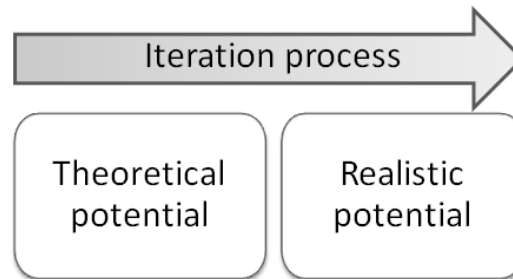 Iteration process
Theoretical
potential
Realistic
potential